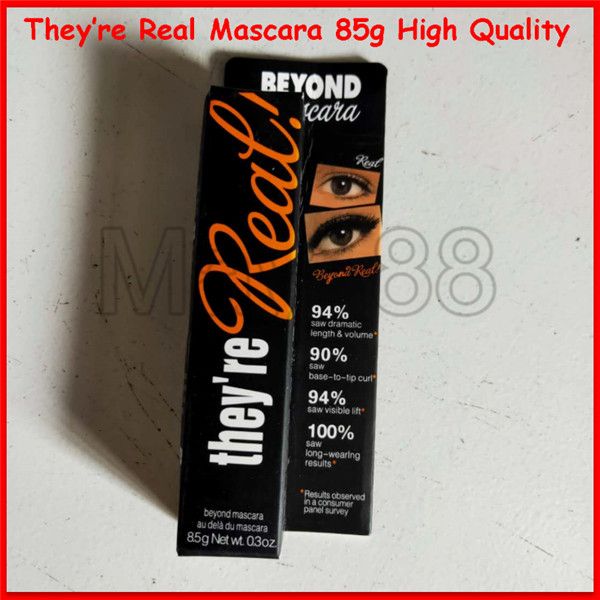 They're Real Mascara 85g High Quality
BEYOND
Real
Beyond Real!
they're Real!
94%
saw dramatic
length & volume*
90%
saw
base-to-tip curl*
94%
saw visible lift*
100%
saw
long-wearing
results*
*Results observed
in a consumer
panel survey
beyond mascara
au delà du mascara
8.5g Net wt. 0.3oz.
88